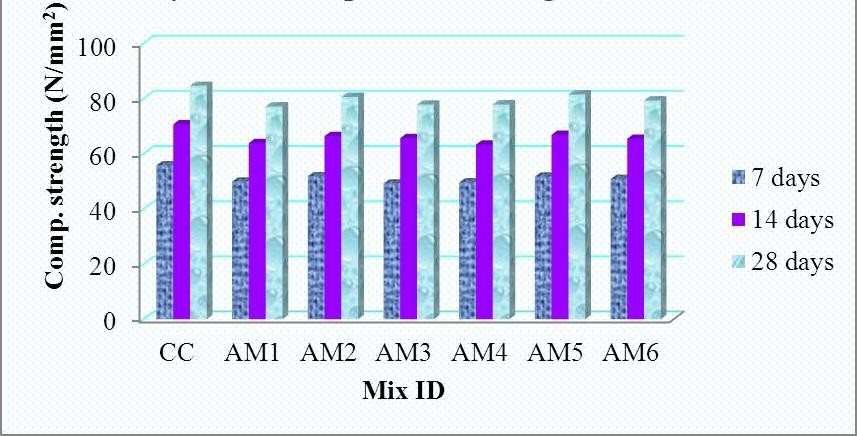 Comp. strength (N/mm²)
100
80
60
40
20
0
CC AM1 AM2 AM3 AM4 AM5 AM6
Mix ID
7 days
14 days
28 days